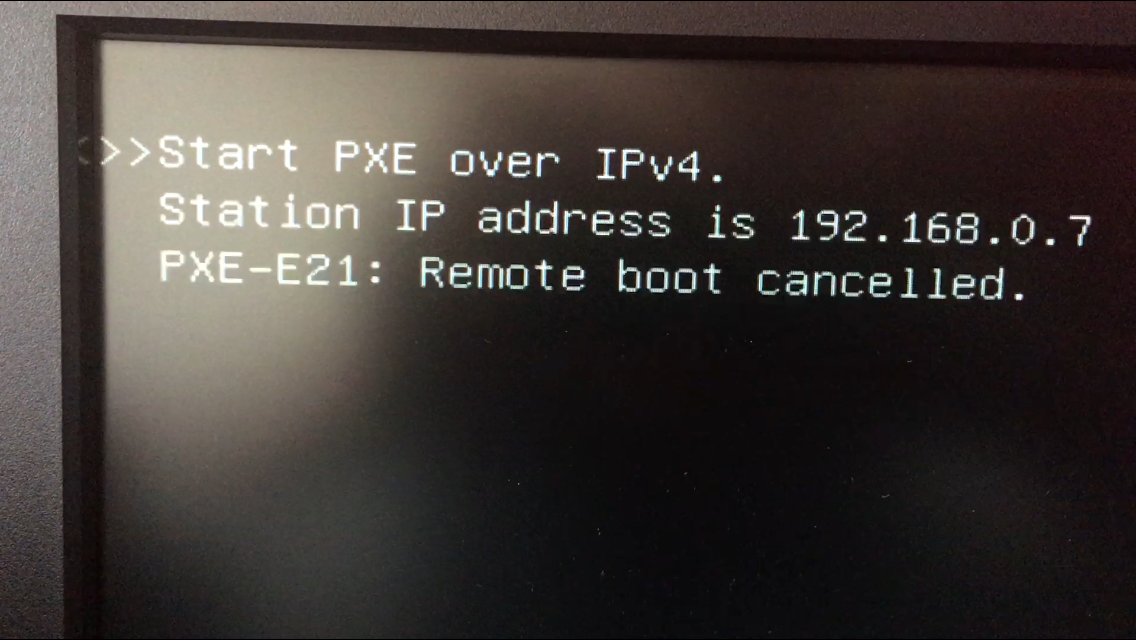 >>Start PXE over IPv4.
Station IP address is 192.168.0.7
PXE-E21: Remote boot cancelled.